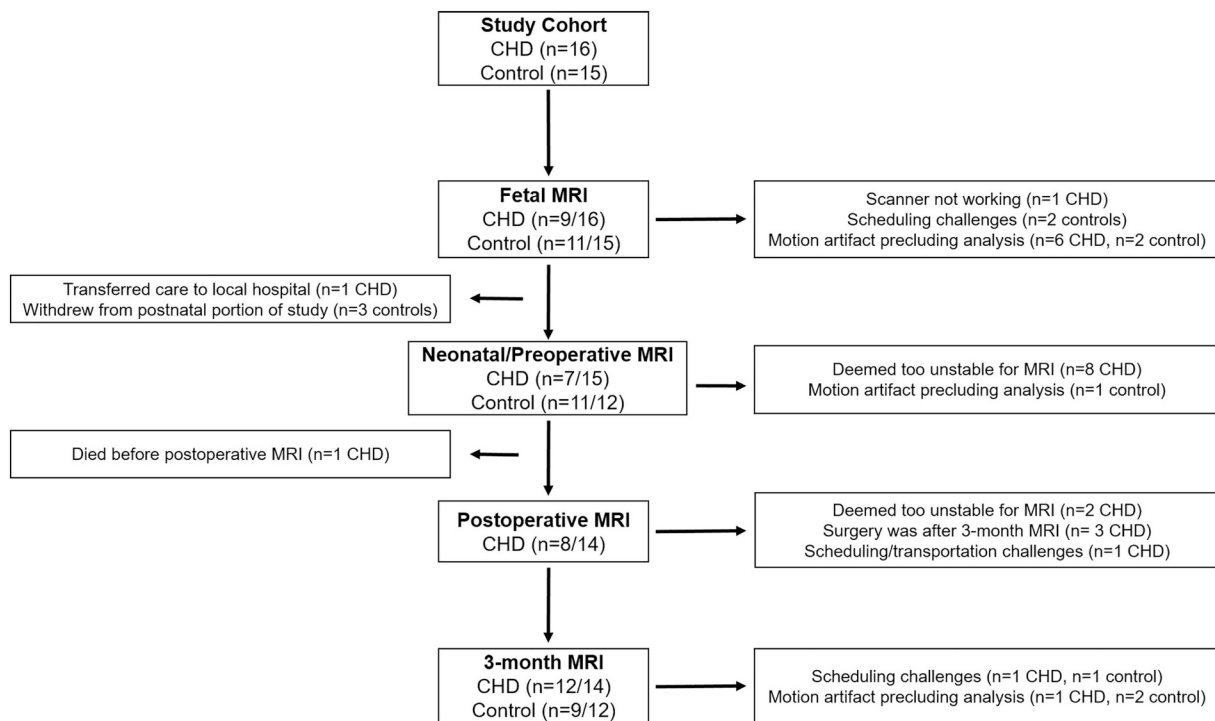 Study Cohort
CHD (n=16)
Control (n=15)
Fetal MRI
CHD (n=9/16)
Control (n=11/15)
Scanner not working (n=1 CHD)
Scheduling challenges (n=2 controls)
Motion artifact precluding analysis (n=6 CHD, n=2 control)
Transferred care to local hospital (n=1 CHD)
Withdrew from postnatal portion of study (n=3 controls)
Neonatal/Preoperative MRI
CHD (n=7/15)
Control (n=11/12)
Deemed too unstable for MRI (n=8 CHD)
Motion artifact precluding analysis (n=1 control)
Died before postoperative MRI (n=1 CHD)
Postoperative MRI
CHD (n=8/14)
Deemed too unstable for MRI (n=2 CHD)
Surgery was after 3-month MRI (n= 3 CHD)
Scheduling/transportation challenges (n=1 CHD)
3-month MRI
CHD (n=12/14)
Control (n=9/12)
Scheduling challenges (n=1 CHD, n=1 control)
Motion artifact precluding analysis (n=1 CHD, n=2 control)